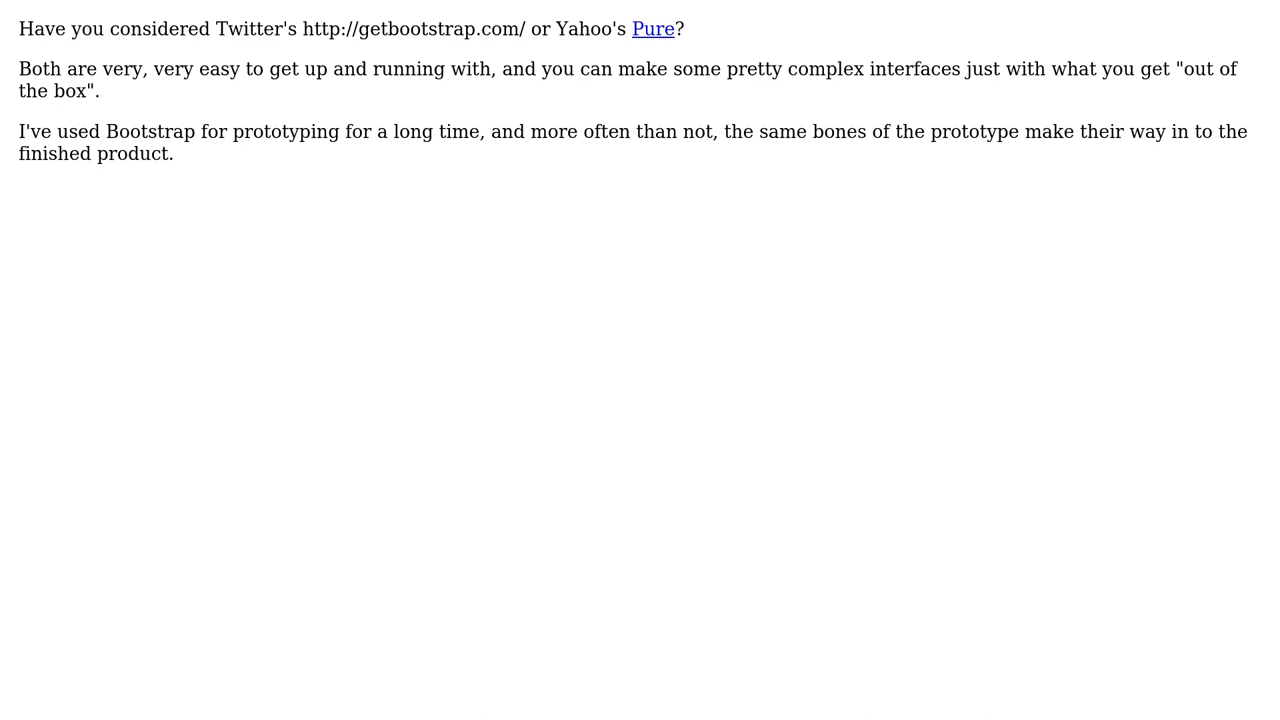 Have you considered Twitter's http://getbootstrap.com/ or Yahoo's Pure?
Both are very, very easy to get up and running with, and you can make some pretty complex interfaces just with what you get "out of
the box".
I've used Bootstrap for prototyping for a long time, and more often than not, the same bones of the prototype make their way in to the
finished product.